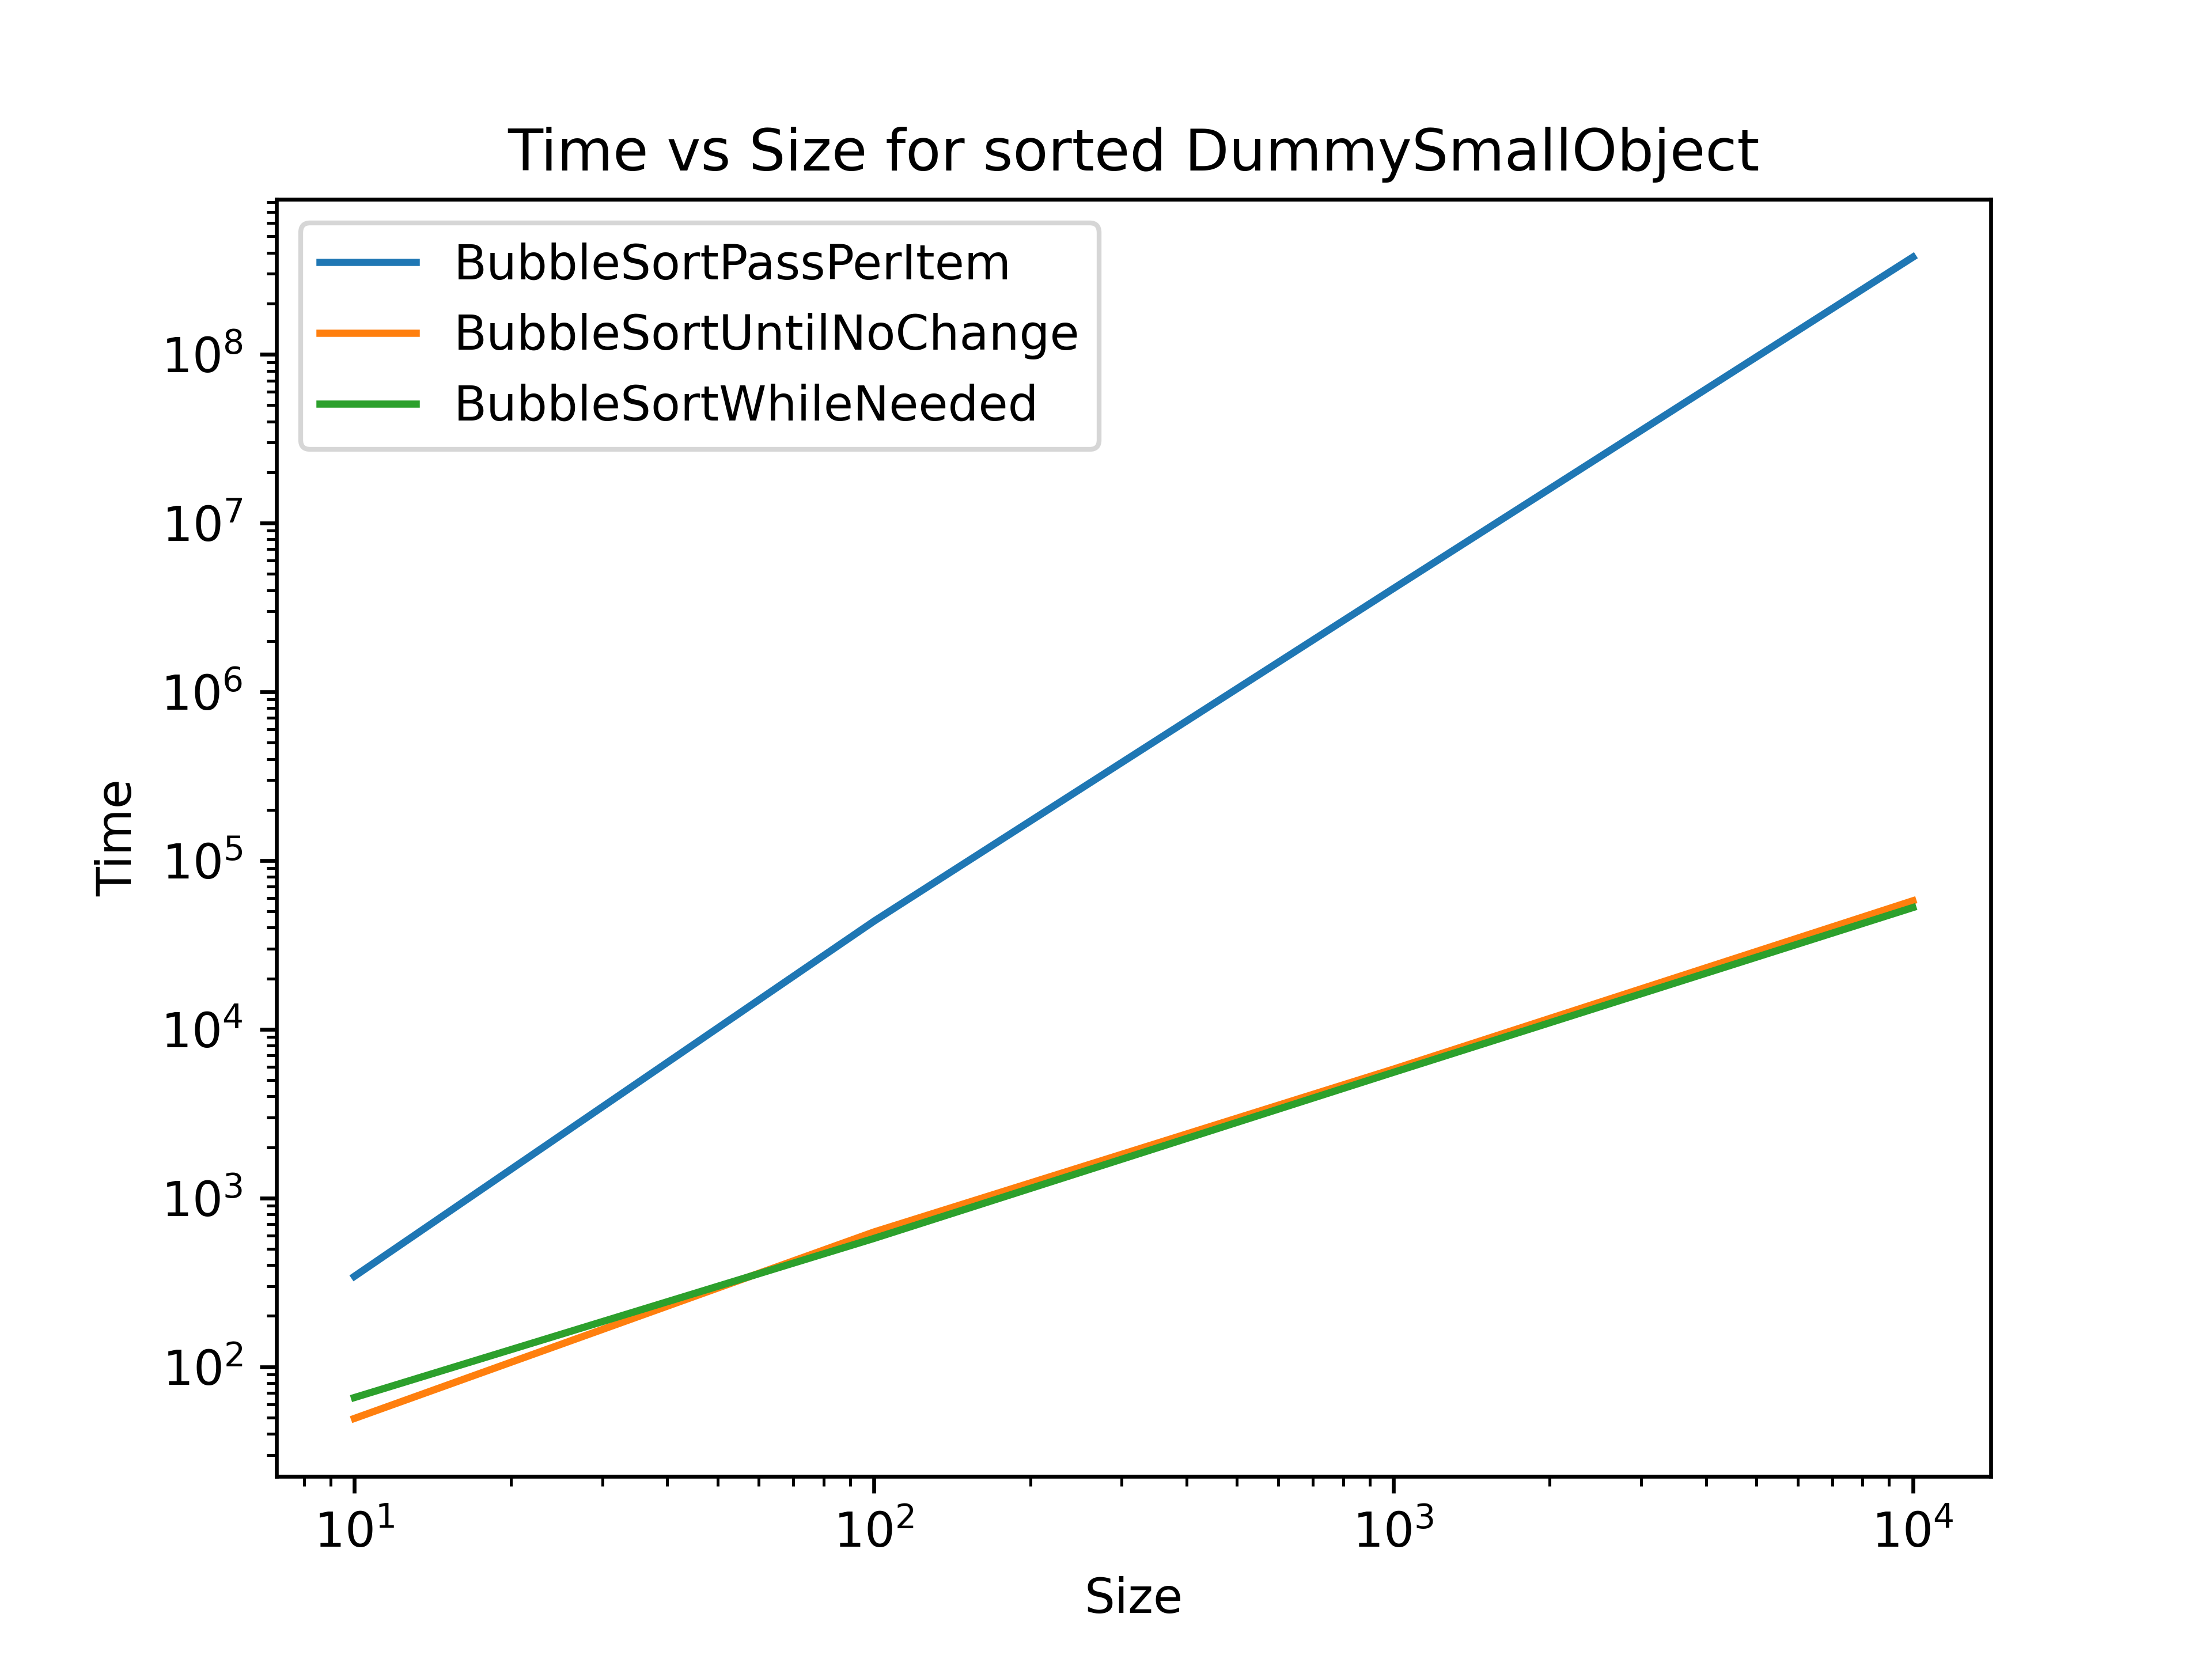 Time vs Size for sorted DummySmallObject
BubbleSortPassPerItem
BubbleSortUntilNoChange
BubbleSortWhileNeeded
10⁸
10⁷
10⁶
10⁵
10⁴
10³
10²
Time
10¹ 10² 10³ 10⁴
Size